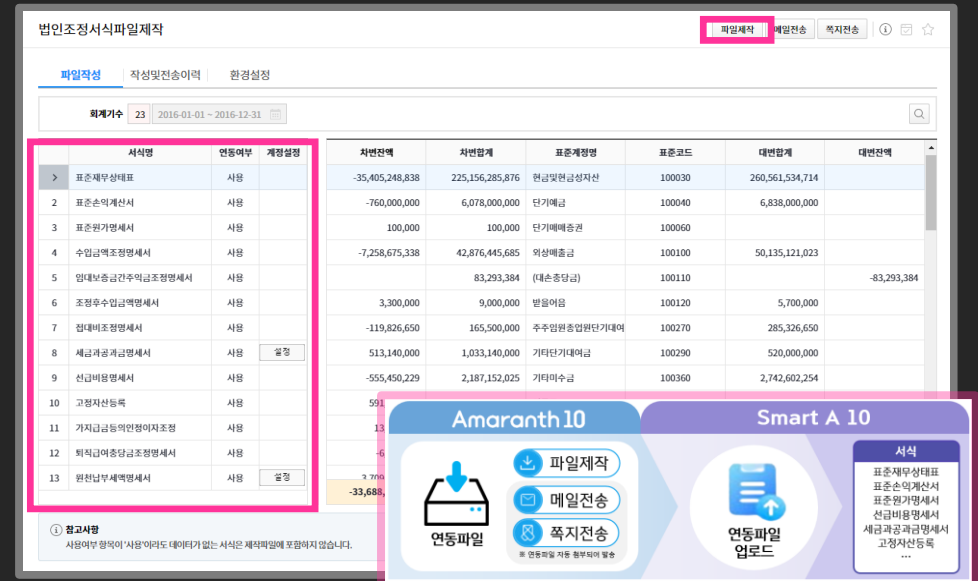 법인조정서식파일제작
파일제작 메일전송 쪽지전송
파일작성 작성및전송이력 환경설정
회계기수 23 2016-01-01 ~ 2016-12-31
서식명 연동여부 계정설정
표준재무상태표 사용
2 표준손익계산서 사용
3 표준원가명세서 사용
4 수입금액조정명세서 사용
5 임대보증금간주익금조정명세서 사용
6 조정후수입금액명세서 사용
7 접대비조정명세서 사용
8 세금과공과금명세서 사용 설정
9 선급비용명세서 사용
10 고정자산등록 사용
11 가지급금등의인정이자조정 사용
12 퇴직급여충당금조정명세서 사용
13 원천납부세액명세서 사용 설정
차변잔액 차변합계 표준계정명 표준코드 대변합계 대변잔액
-35,405,248,838 225,156,285,876 현금및현금성자산 100030 260,561,534,714
-760,000,000 6,078,000,000 단기예금 100040 6,838,000,000
100,000 100,000 단기매매증권 100060
-7,258,675,338 42,876,445,685 외상매출금 100100 50,135,121,023
83,293,384 (대손충당금) 100110 -83,293,384
3,300,000 9,000,000 받을어음 100120 5,700,000
-119,826,650 165,500,000 주주임원종업원단기대여 100270 285,326,650
513,140,000 1,033,140,000 기타단기대여금 100290 520,000,000
-555,450,229 2,187,152,025 기타미수금 100360 2,742,602,254
591
13
-6
3,709
-33,688,
참고사항
사용여부 항목이 '사용'이라도 데이터가 없는 서식은 제작파일에 포함하지 않습니다.
Amaranth 10
Smart A 10
연동파일
파일제작
메일전송
쪽지전송
※ 연동파일 자동 첨부되어 발송
연동파일
업로드
서식
표준재무상태표
표준손익계산서
표준원가명세서
선급비용명세서
세금과공과금명세서
고정자산등록
...